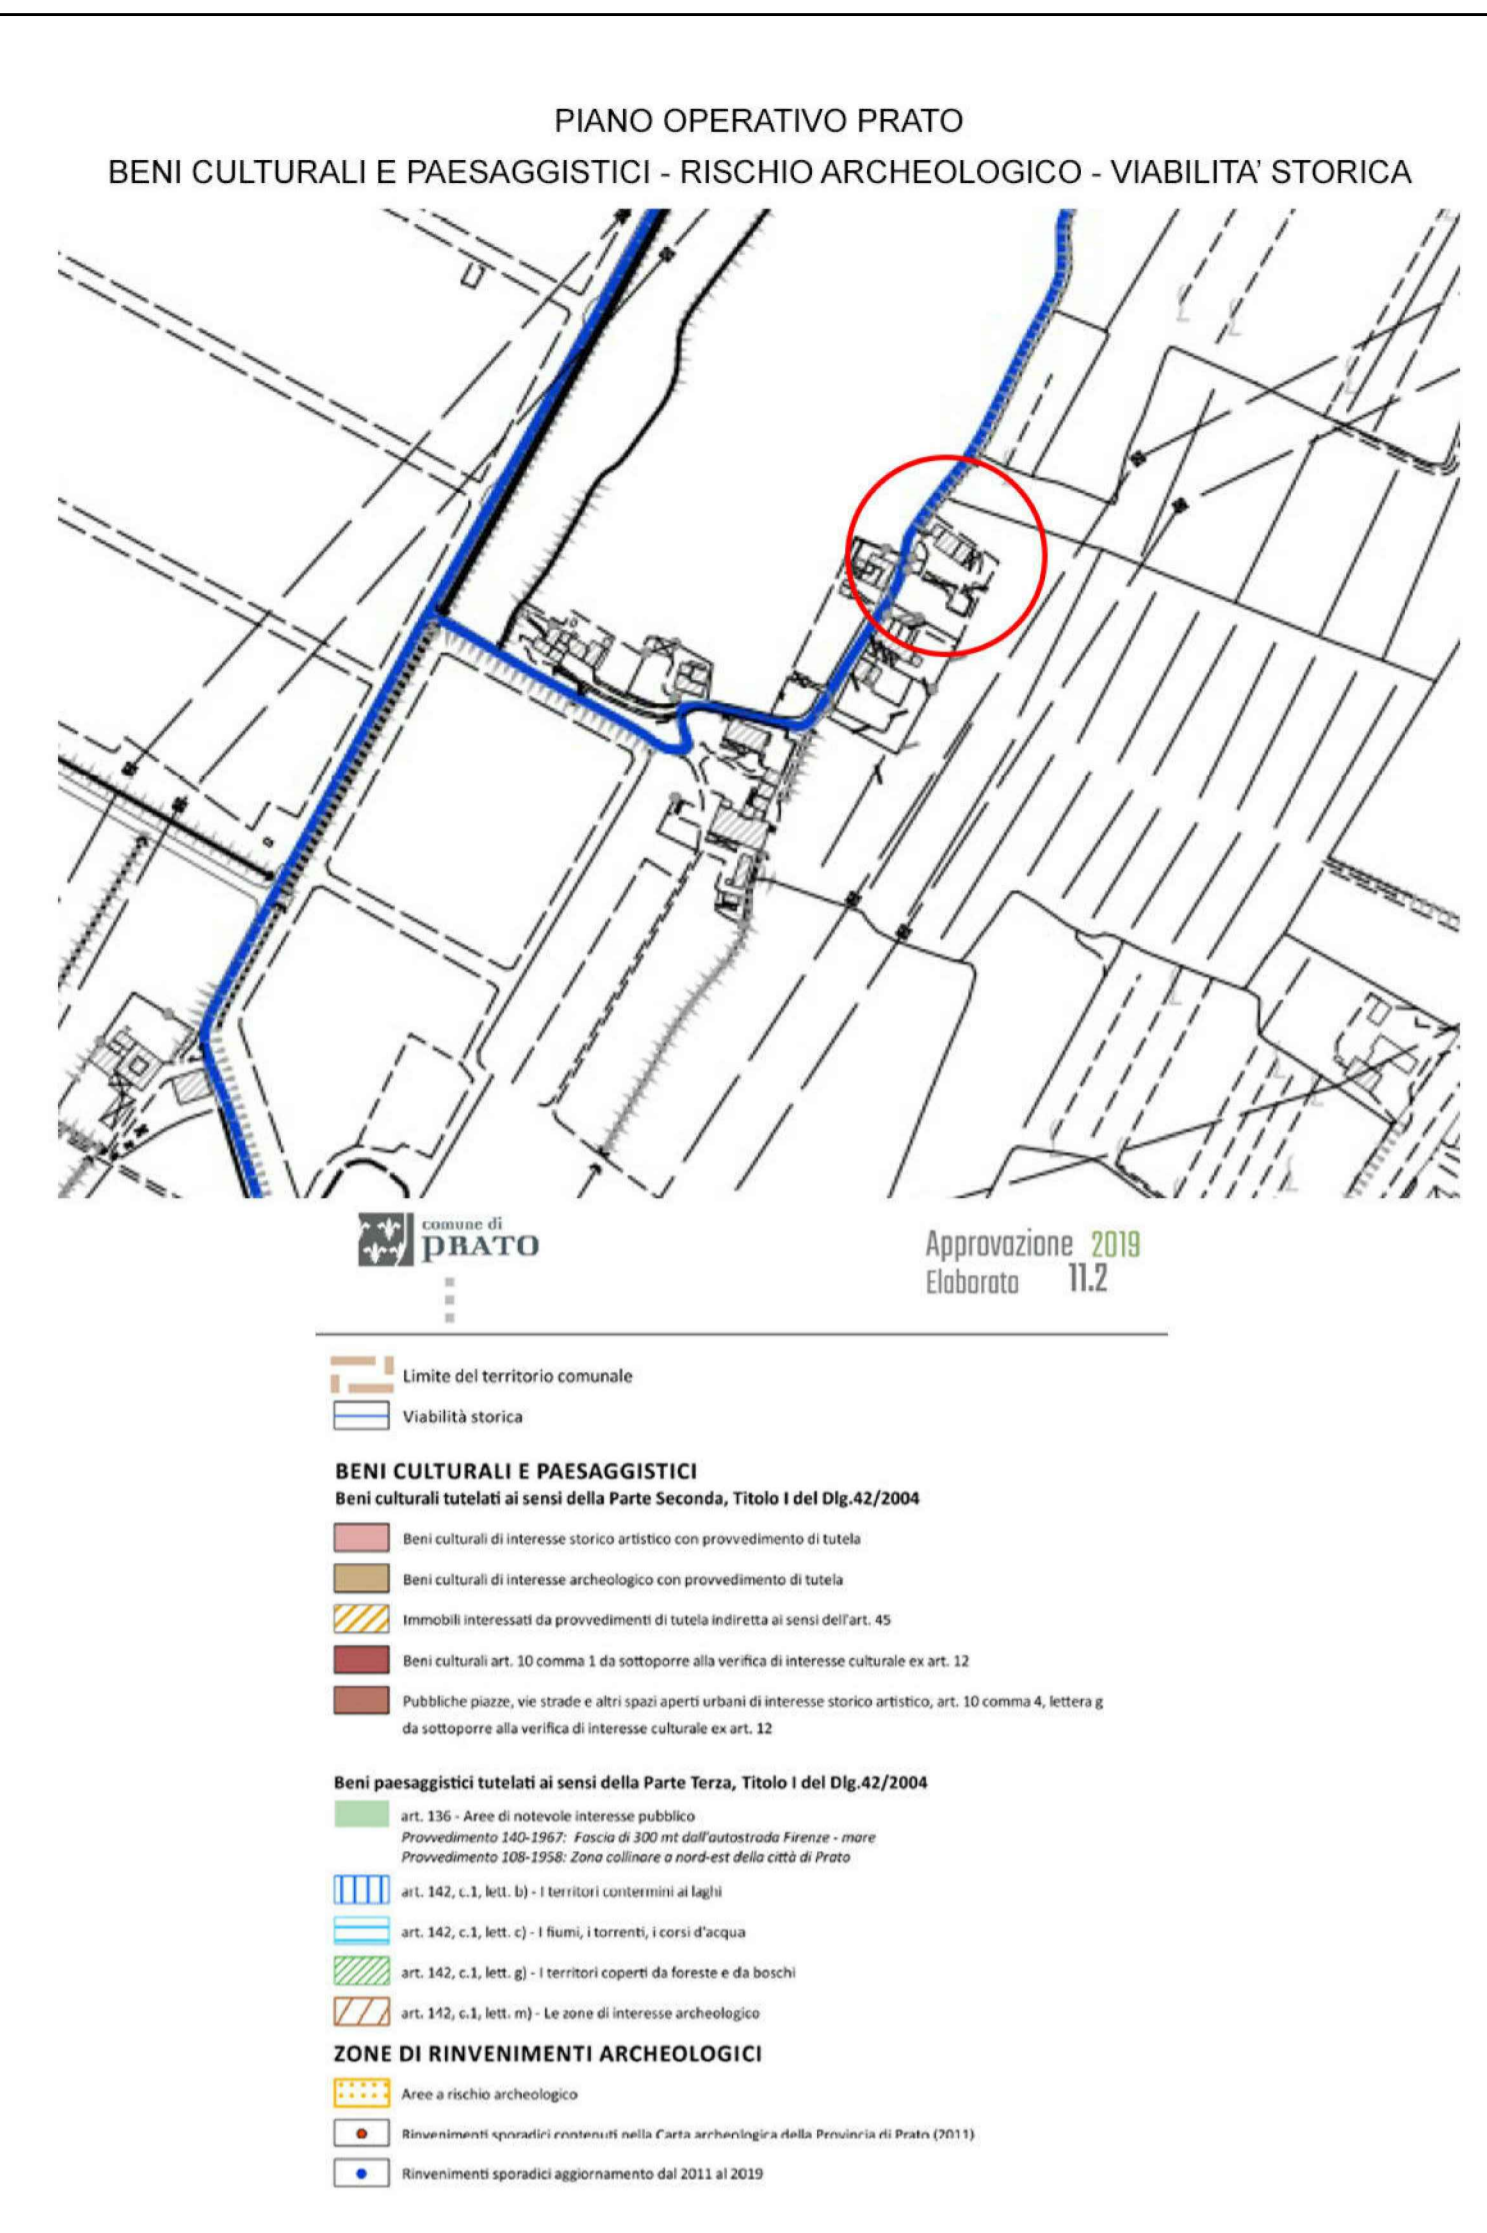 PIANO OPERATIVO PRATO
BENI CULTURALI E PAESAGGISTICI - RISCHIO ARCHEOLOGICO - VIABILITA' STORICA
comune di
PRATO
Approvazione 2019
Elaborato 11.2
Limite del territorio comunale
Viabilità storica
BENI CULTURALI E PAESAGGISTICI
Beni culturali tutelati ai sensi della Parte Seconda, Titolo I del Dlg.42/2004
Beni culturali di interesse storico artistico con provvedimento di tutela
Beni culturali di interesse archeologico con provvedimento di tutela
Immobili interessati da provvedimenti di tutela indiretta ai sensi dell'art. 45
Beni culturali art. 10 comma 1 da sottoporre alla verifica di interesse culturale ex art. 12
Pubbliche piazze, vie strade e altri spazi aperti urbani di interesse storico artistico, art. 10 comma 4, lettera g
da sottoporre alla verifica di interesse culturale ex art. 12
Beni paesaggistici tutelati ai sensi della Parte Terza, Titolo I del Dlg.42/2004
art. 136 - Aree di notevole interesse pubblico
Provvedimento 140-1967: Fascia di 300 mt dall'autostrada Firenze - mare
Provvedimento 108-1958: Zona collinare a nord-est della città di Prato
art. 142, c.1, lett. b) - I territori contermini ai laghi
art. 142, c.1, lett. c) - I fiumi, i torrenti, i corsi d'acqua
art. 142, c.1, lett. g) - I territori coperti da foreste e da boschi
art. 142, c.1, lett. m) - Le zone di interesse archeologico
ZONE DI RINVENIMENTI ARCHEOLOGICI
Aree a rischio archeologico
Rinvenimenti sporadici contenuti nella Carta archeologica della Provincia di Prato (2011)
Rinvenimenti sporadici aggiornamento dal 2011 al 2019